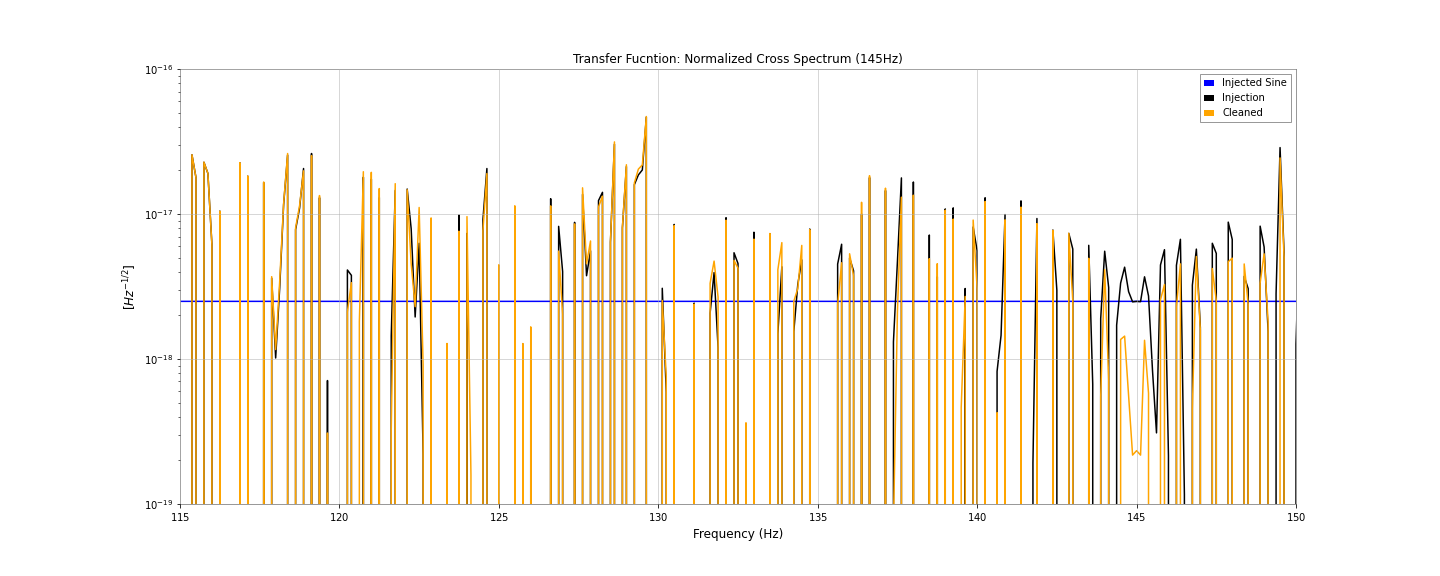 Transfer Fucntion: Normalized Cross Spectrum (145Hz)
10⁻¹⁶
Injected Sine
Injection
Cleaned
10⁻¹⁷
[Hz⁻¹/²]
10⁻¹⁸
10⁻¹⁹
115 120 125 130 135 140 145 150
Frequency (Hz)